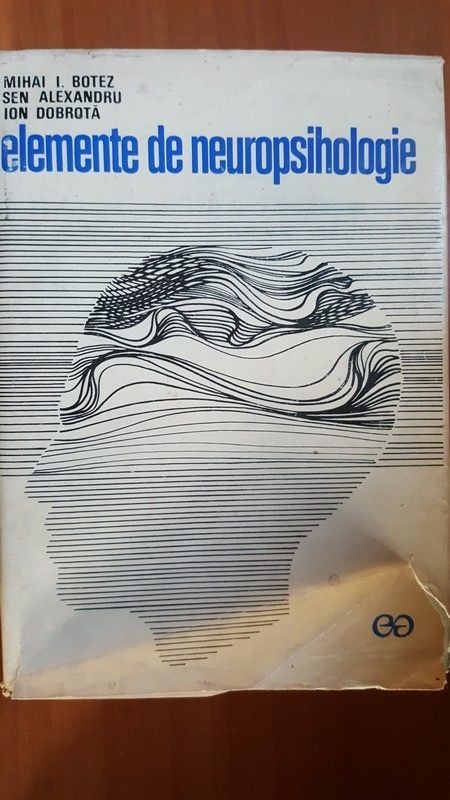 MIHAI I. BOTEZ
SEN ALEXANDRU
ION DOBROTĂ
elemente de neuropsihologie